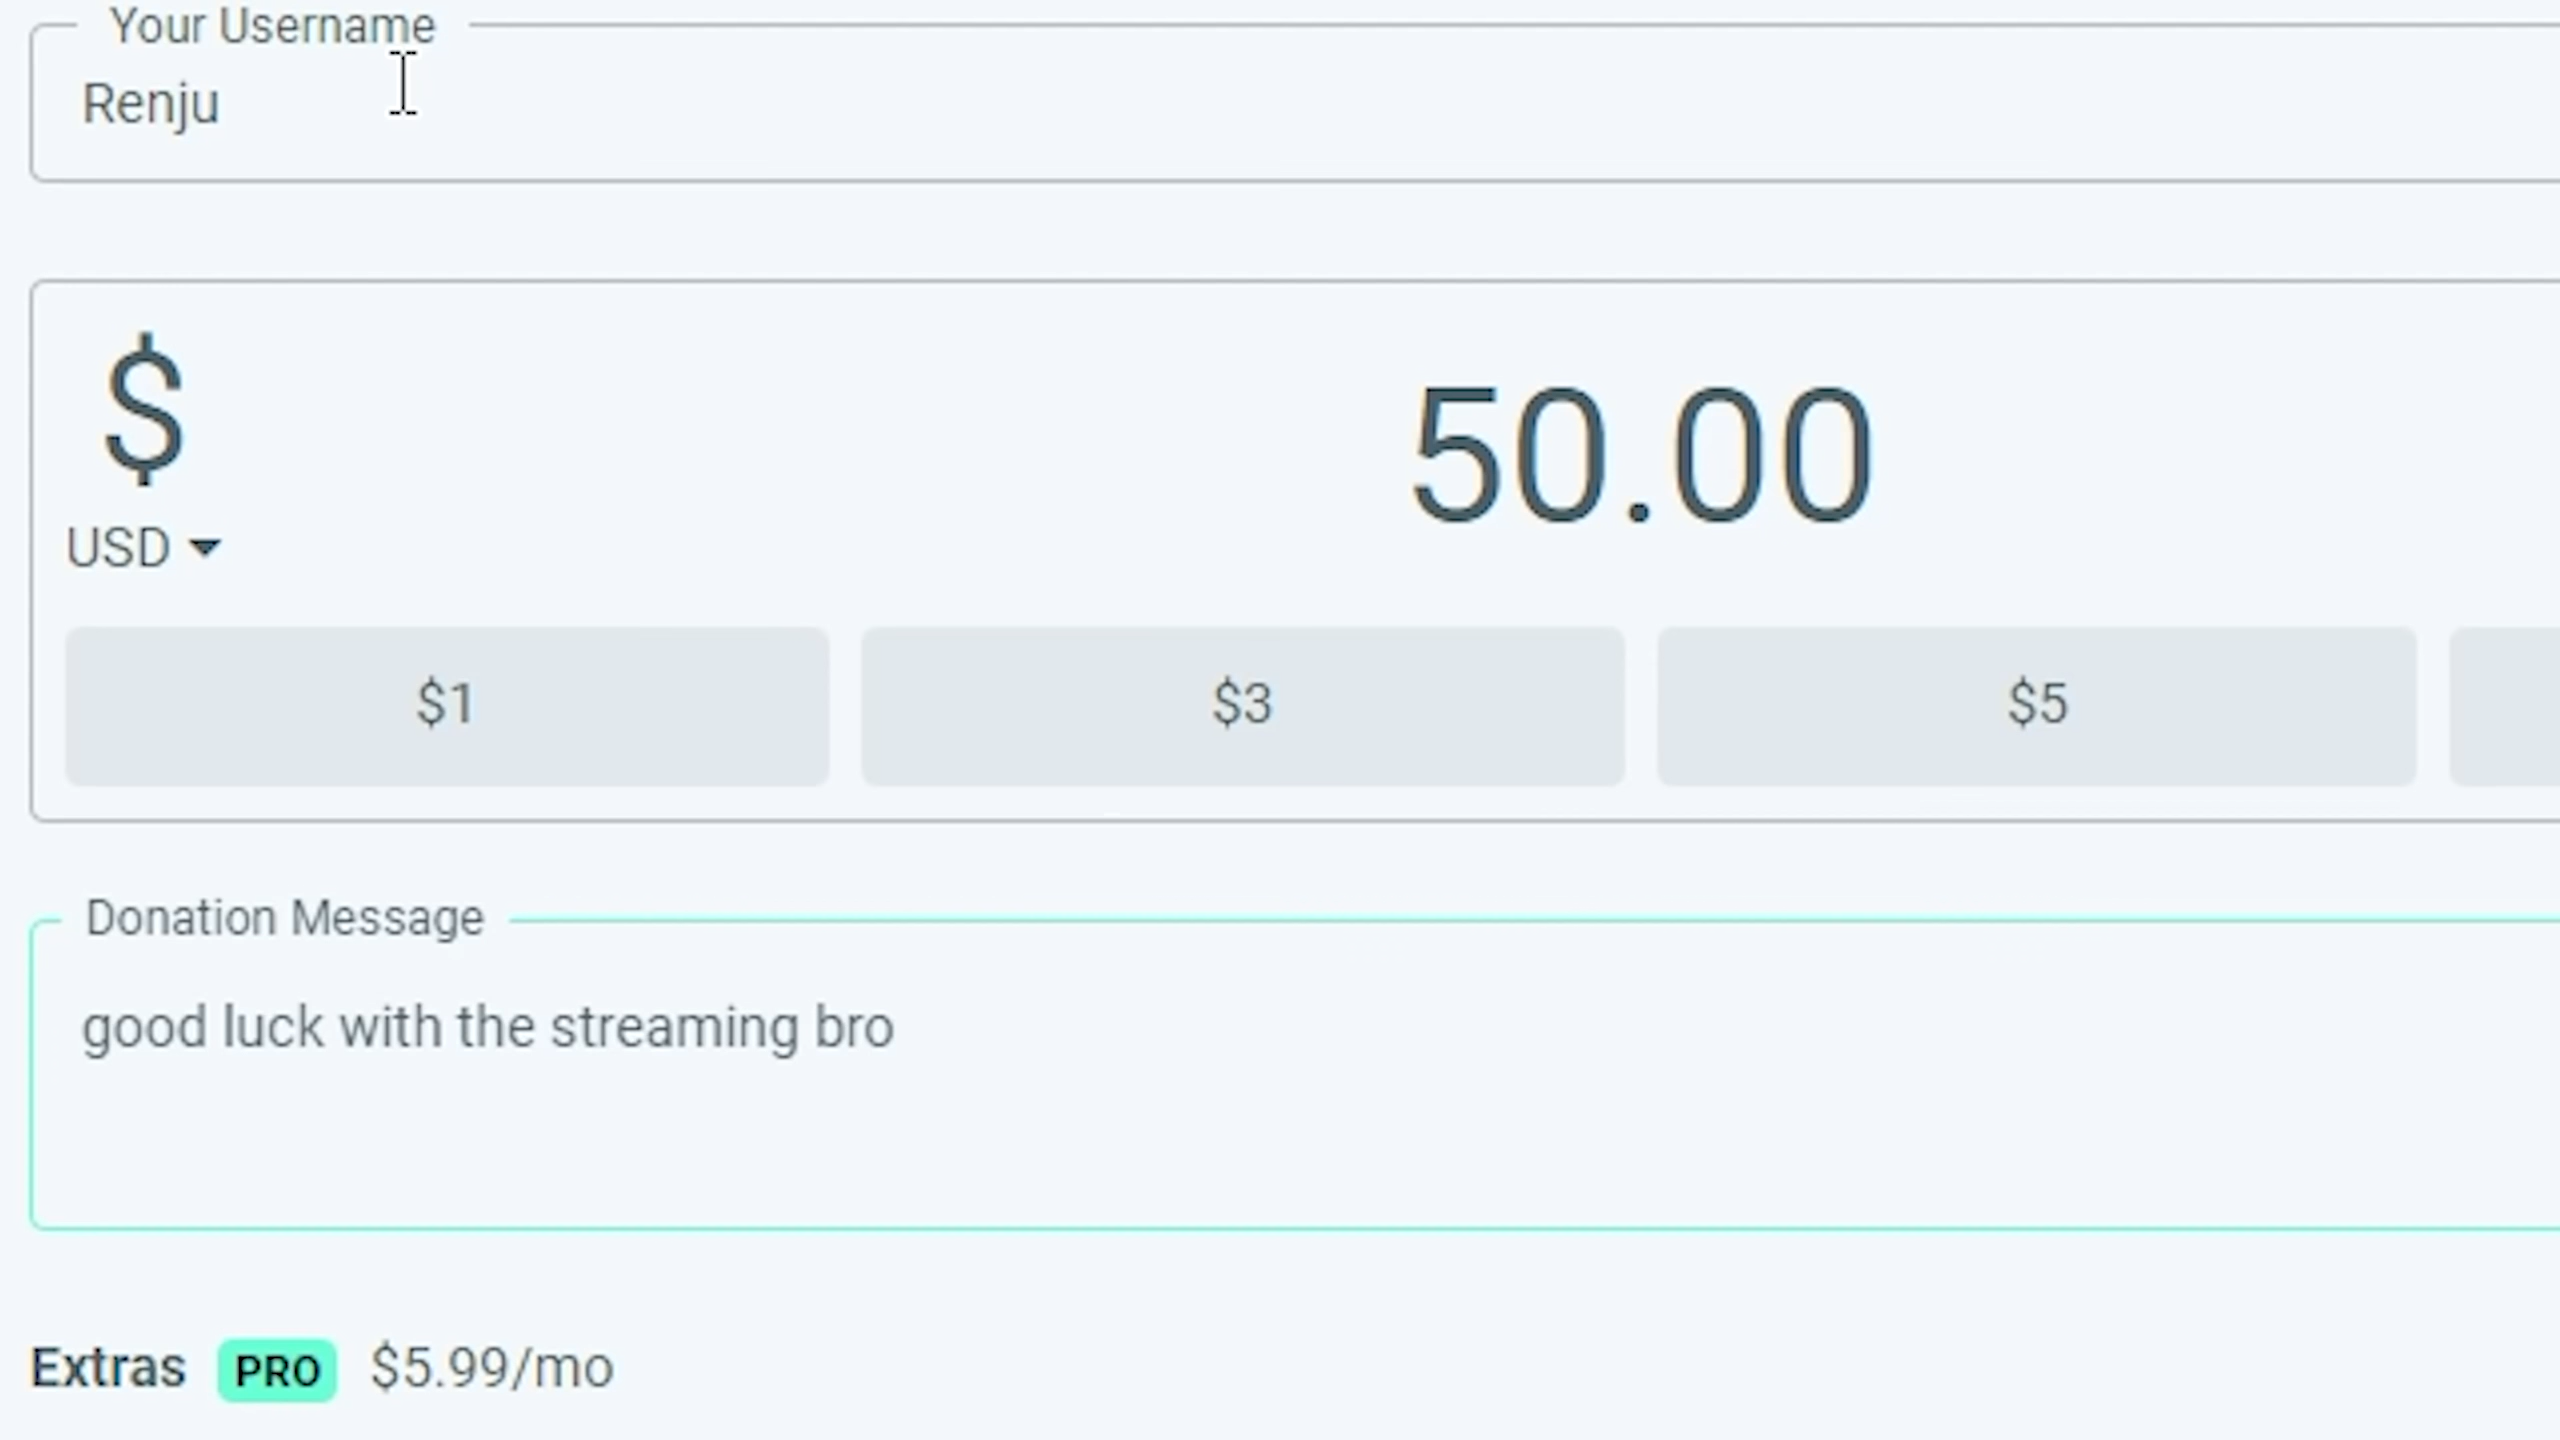 Your Username
Renju
$
50.00
USD
$1 $3 $5
Donation Message
good luck with the streaming bro
Extras PRO $5.99/mo